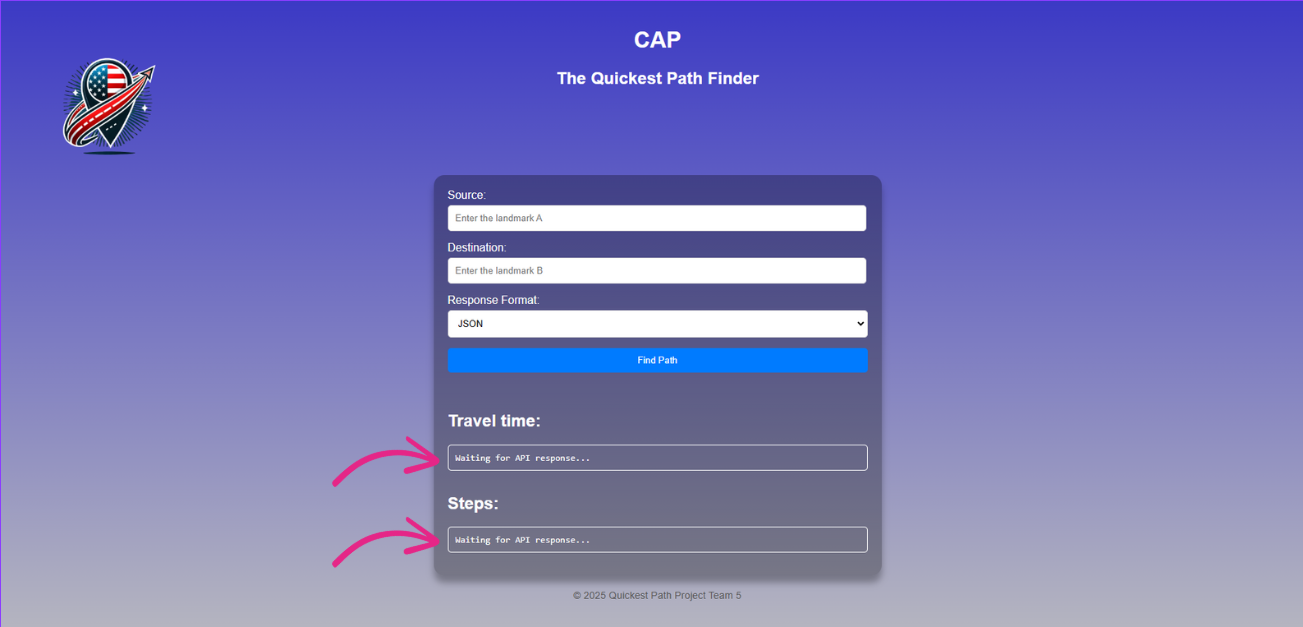 CAP
The Quickest Path Finder
Source:
Enter the landmark A
Destination:
Enter the landmark B
Response Format:
JSON
Find Path
Travel time:
Waiting for API response...
Steps:
Waiting for API response...
© 2025 Quickest Path Project Team 5